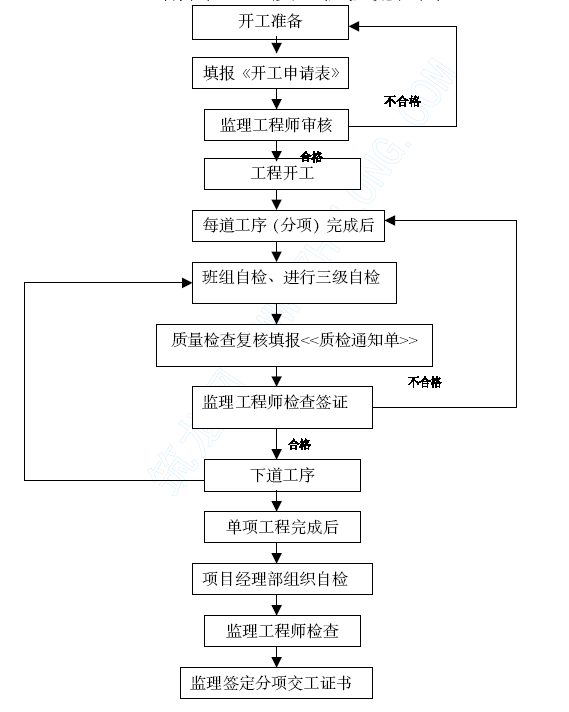 开工准备
填报《开工申请表》
不合格
监理工程师审核
合格
工程开工
每道工序（分项）完成后
班组自检、进行三级自检
质量检查复核填报<<质检通知单>>
不合格
监理工程师检查签证
合格
下道工序
单项工程完成后
项目经理部组织自检
监理工程师检查
监理签定分项交工证书